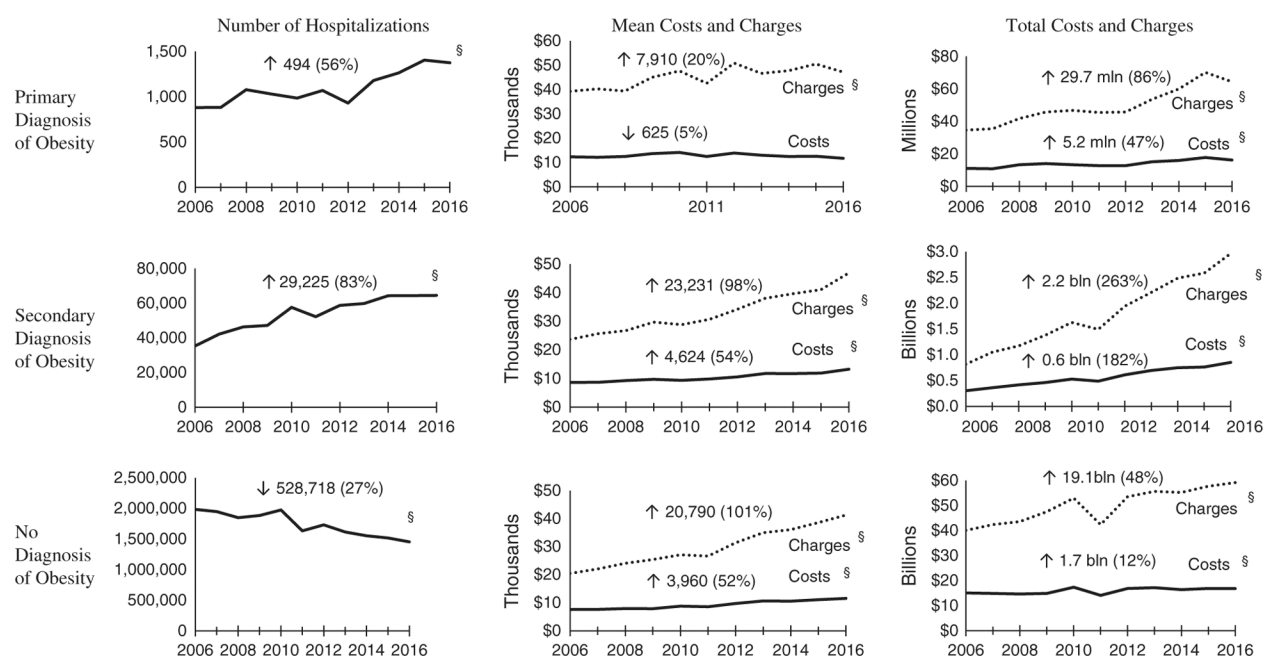 Number of Hospitalizations
Mean Costs and Charges
Total Costs and Charges
Primary
Diagnosis
of Obesity
1,500
1,000
500
0
↑ 494 (56%)
§
2006 2008 2010 2012 2014 2016
Thousands
$60
$50
$40
$30
$20
$10
$0
↑ 7,910 (20%)
Charges §
↓ 625 (5%)
Costs
2006 2011 2016
Millions
$80
$60
$40
$20
$0
↑ 29.7 mln (86%)
Charges §
↑ 5.2 mln (47%)
Costs §
2006 2008 2010 2012 2014 2016
Secondary
Diagnosis
of Obesity
80,000
60,000
40,000
20,000
0
↑ 29,225 (83%)
§
2006 2008 2010 2012 2014 2016
Thousands
$50
$40
$30
$20
$10
$0
↑ 23,231 (98%)
Charges §
↑ 4,624 (54%)
Costs §
2006 2008 2010 2012 2014 2016
Billions
$3.0
$2.5
$2.0
$1.5
$1.0
$0.5
$0.0
↑ 2.2 bln (263%)
Charges §
↑ 0.6 bln (182%)
Costs §
2006 2008 2010 2012 2014 2016
No
Diagnosis
of Obesity
2,500,000
2,000,000
1,500,000
1,000,000
500,000
0
↓ 528,718 (27%)
§
2006 2008 2010 2012 2014 2016
Thousands
$50
$40
$30
$20
$10
$0
↑ 20,790 (101%)
Charges §
↑ 3,960 (52%)
Costs §
2006 2008 2010 2012 2014 2016
Billions
$60
$50
$40
$30
$20
$10
$0
↑ 19.1bln (48%)
Charges §
↑ 1.7 bln (12%)
Costs §
2006 2008 2010 2012 2014 2016